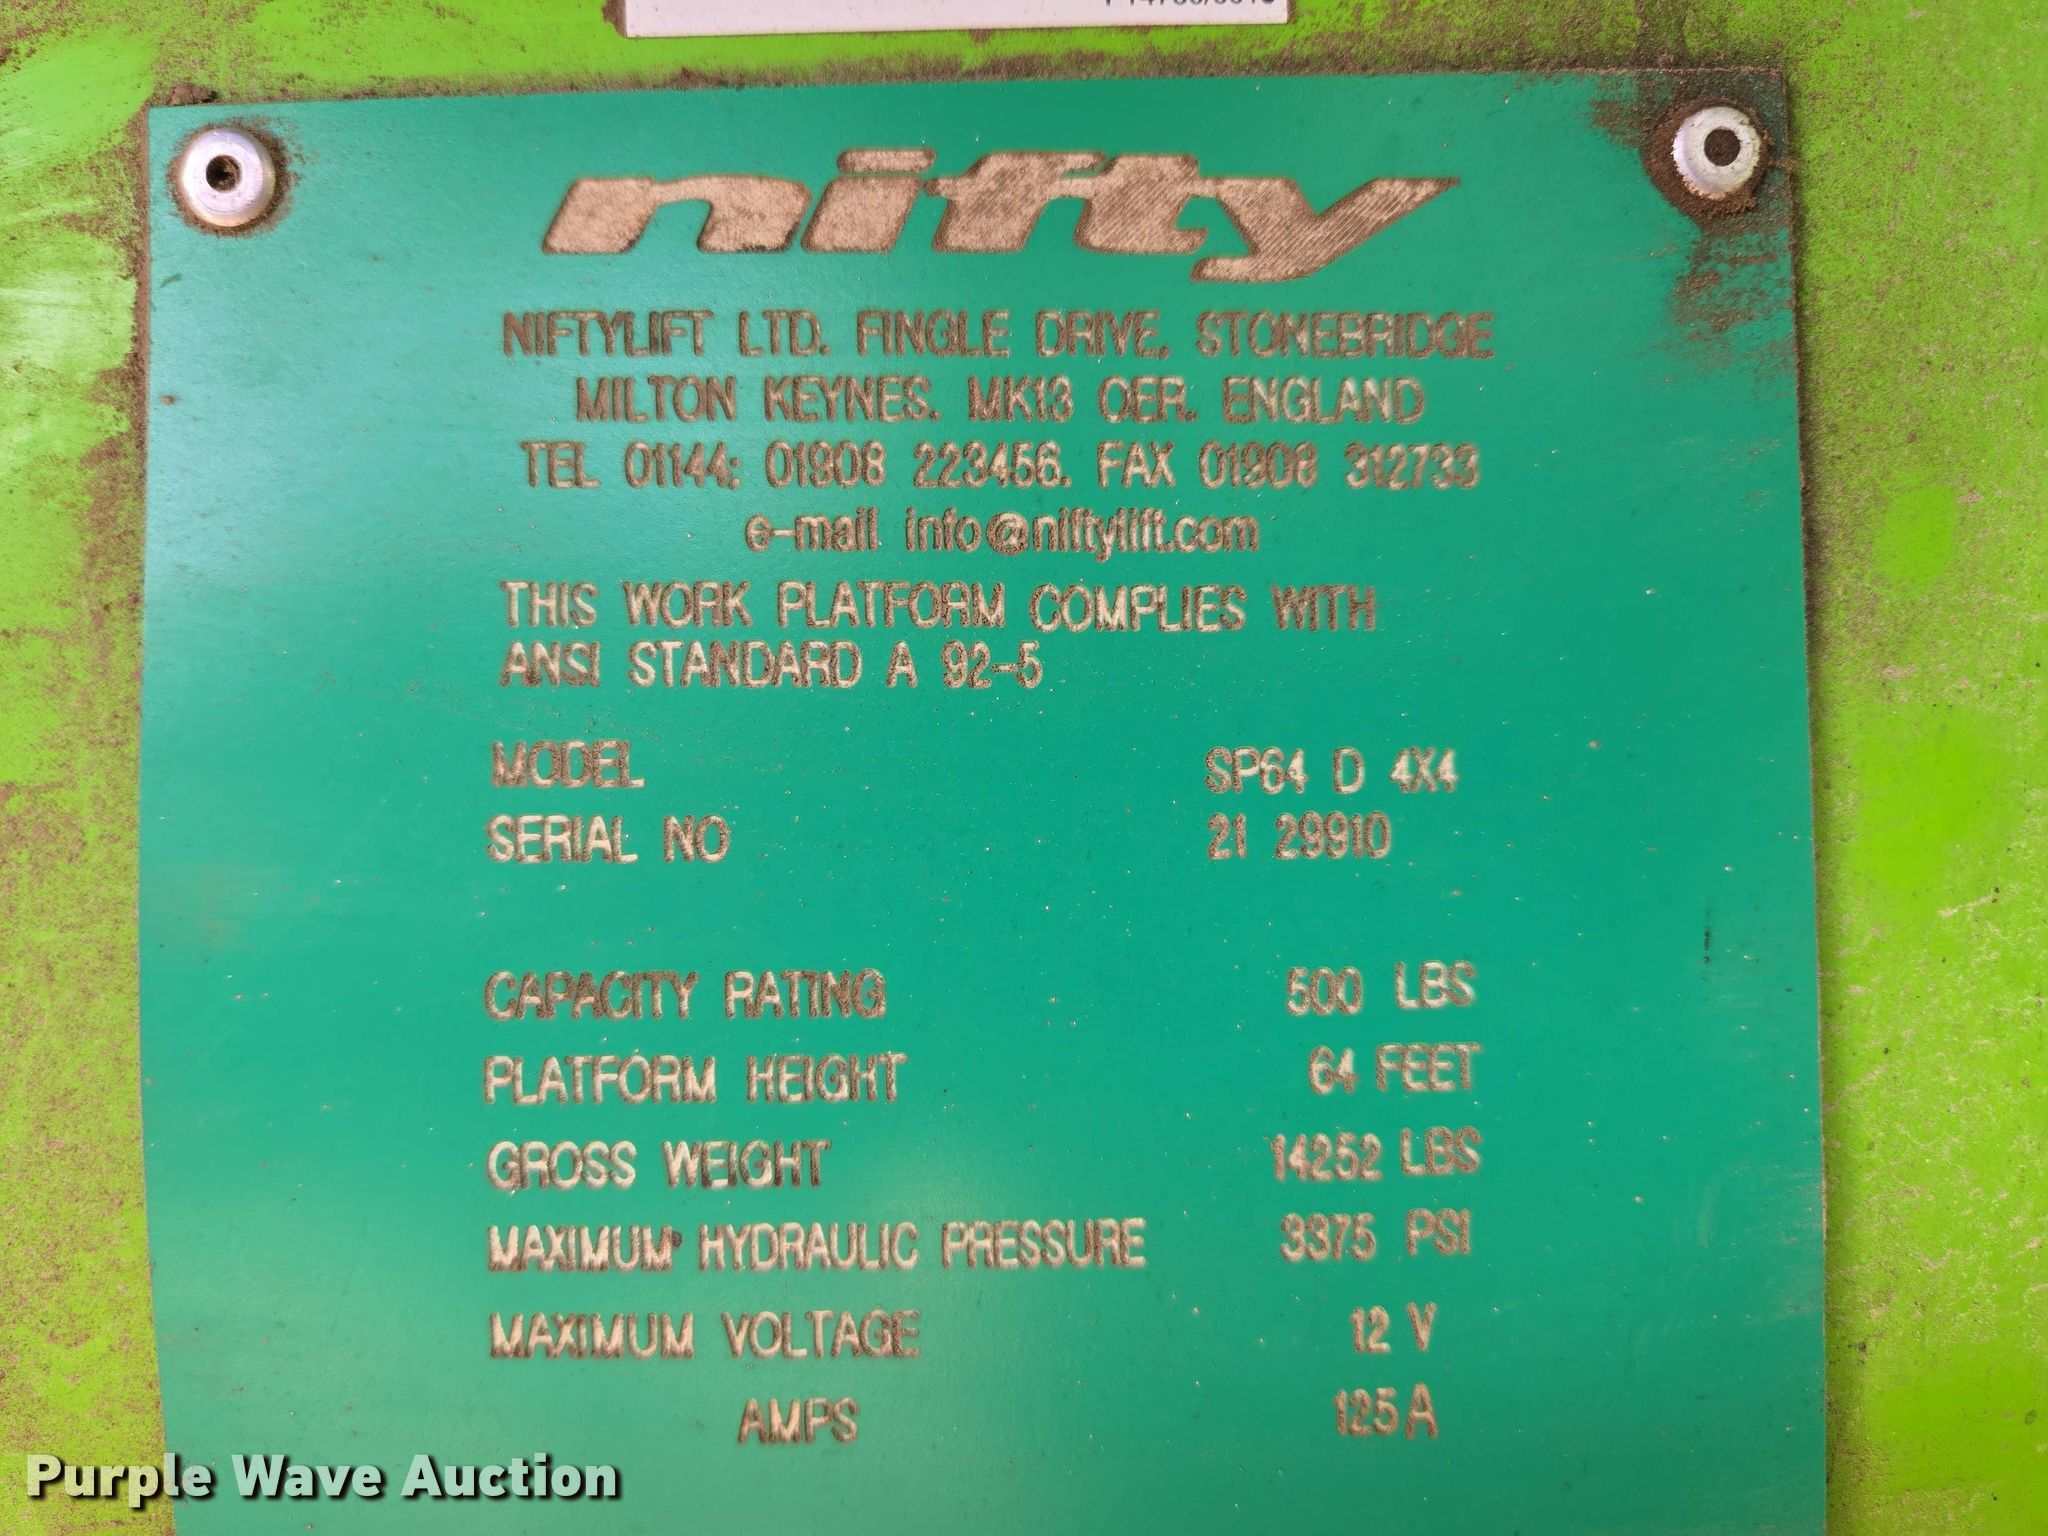 nifty
NIFTYLIFT LTD. FINGLE DRIVE, STONEBRIDGE
MILTON KEYNES. MK13 OER. ENGLAND
TEL 01144: 01908 223456. FAX 01908 312733
e-mail info@niftylift.com
THIS WORK PLATFORM COMPLIES WITH
ANSI STANDARD A 92-5
MODEL SP64 D 4X4
SERIAL NO 21 29910
CAPACITY RATING 500 LBS
PLATFORM HEIGHT 64 FEET
GROSS WEIGHT 14252 LBS
MAXIMUM HYDRAULIC PRESSURE 3375 PSI
MAXIMUM VOLTAGE 12 V
AMPS 125A
Purple Wave Auction